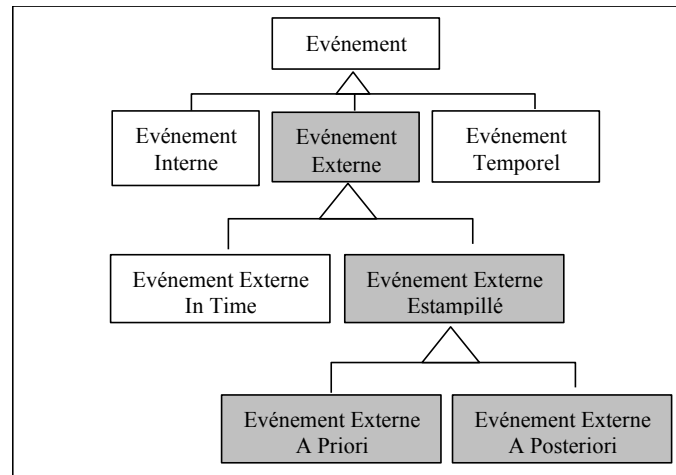 Evénement
Evénement
Interne
Evénement
Externe
Evénement
Temporel
Evénement Externe
In Time
Evénement Externe
Estampillé
Evénement Externe
A Priori
Evénement Externe
A Posteriori